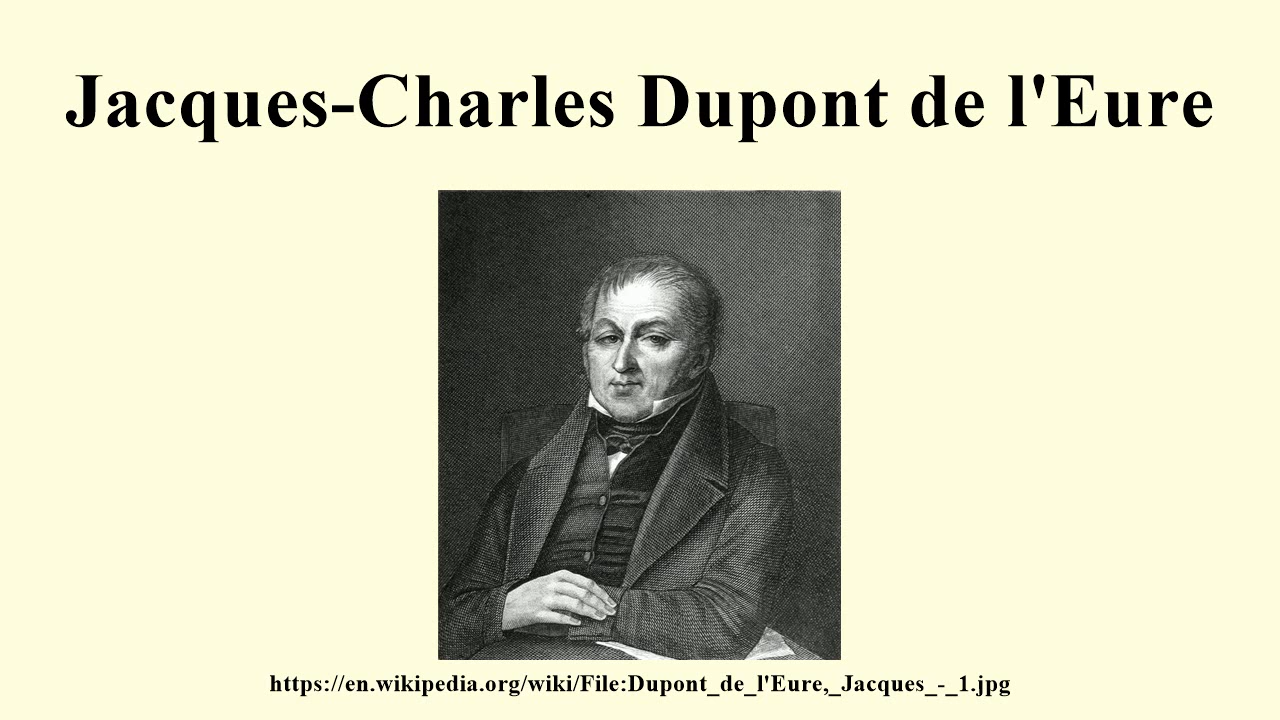 Jacques-Charles Dupont de l'Eure
https://en.wikipedia.org/wiki/File:Dupont_de_l'Eure,_Jacques_-_1.jpg